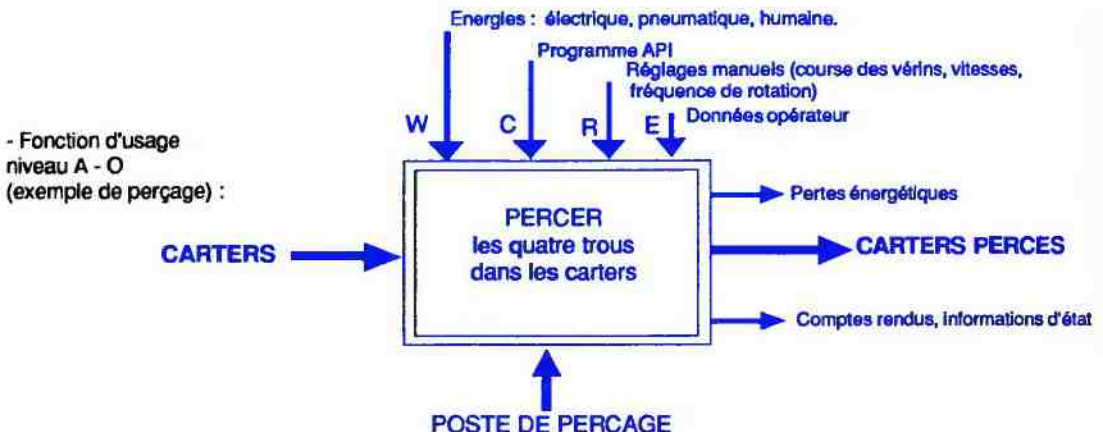 Energies : électrique, pneumatique, humaine.
Programme API
Réglages manuels (course des vérins, vitesses,
fréquence de rotation)
Données opérateur
W C R E
- Fonction d'usage
niveau A - O
(exemple de perçage) :
PERCER
les quatre trous
dans les carters
CARTERS
Pertes énergétiques
CARTERS PERCES
Comptes rendus, informations d'état
POSTE DE PERCAGE